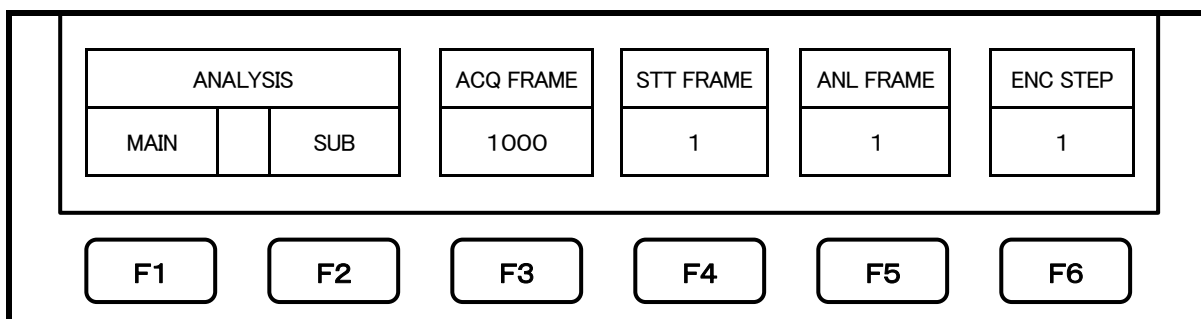 ANALYSIS ACQ FRAME STT FRAME ANL FRAME ENC STEP
MAIN SUB 1000 1 1 1
F1 F2 F3 F4 F5 F6